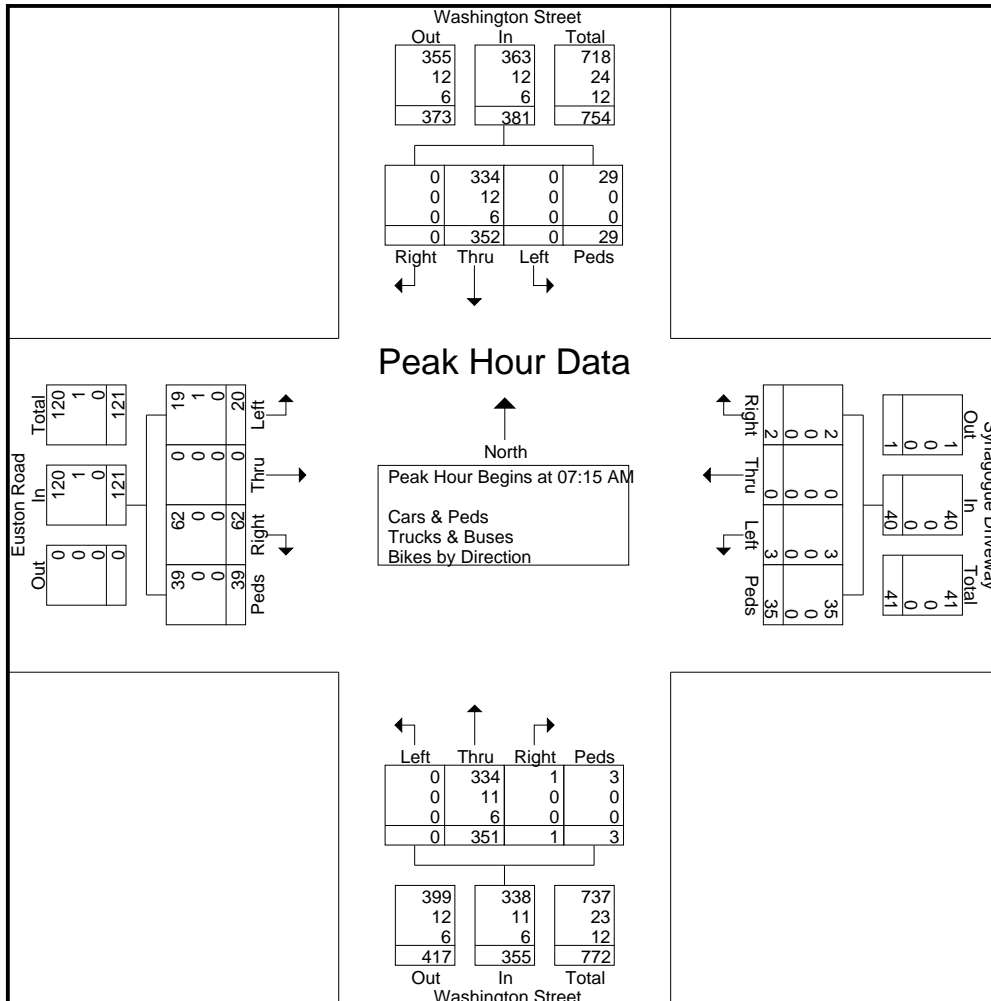 Washington Street
Out In Total
355 363 718
12 12 24
6 6 12
373 381 754
0 334 0 29
0 12 0 0
0 6 0 0
0 352 0 29
Right Thru Left Peds
Peak Hour Data
North
Peak Hour Begins at 07:15 AM
Cars & Peds
Trucks & Buses
Bikes by Direction
Euston Road
Out In Total
0 120 120
0 1 1
0 0 0
0 121 121
39 62 0 19
0 0 0 1
0 0 0 0
39 62 0 20
Peds Right Thru Left
Synagogue Driveway
Out In Total
1 40 41
0 0 0
0 0 0
1 40 41
2 0 3 35
0 0 0 0
0 0 0 0
2 0 3 35
Right Thru Left Peds
Left Thru Right Peds
0 334 1 3
0 11 0 0
0 6 0 0
0 351 1 3
399 338 737
12 11 23
6 6 12
417 355 772
Out In Total
Washington Street